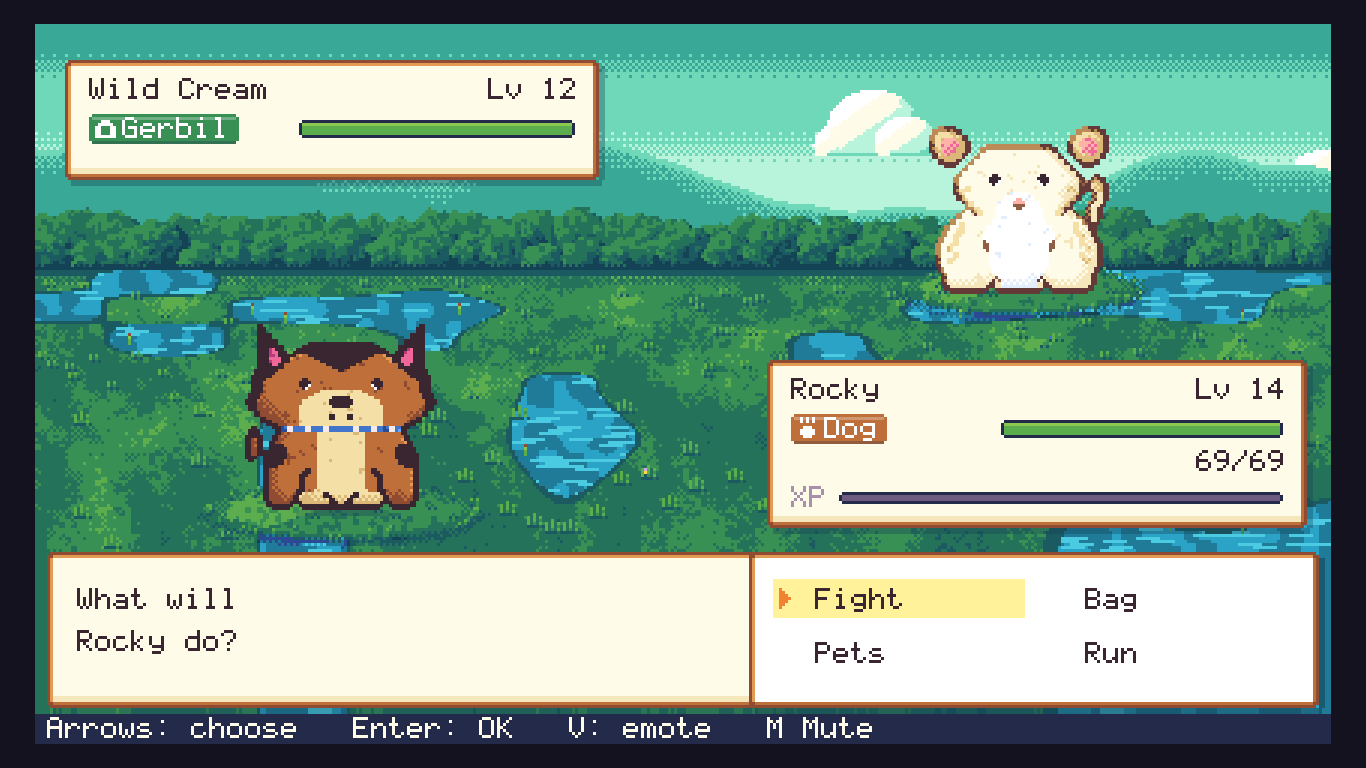 Wild Cream Lv 12
Gerbil
Rocky Lv 14
Dog
69/69
XP
What will
Rocky do?
Fight Bag
Pets Run
Arrows: choose Enter: OK V: emote M Mute